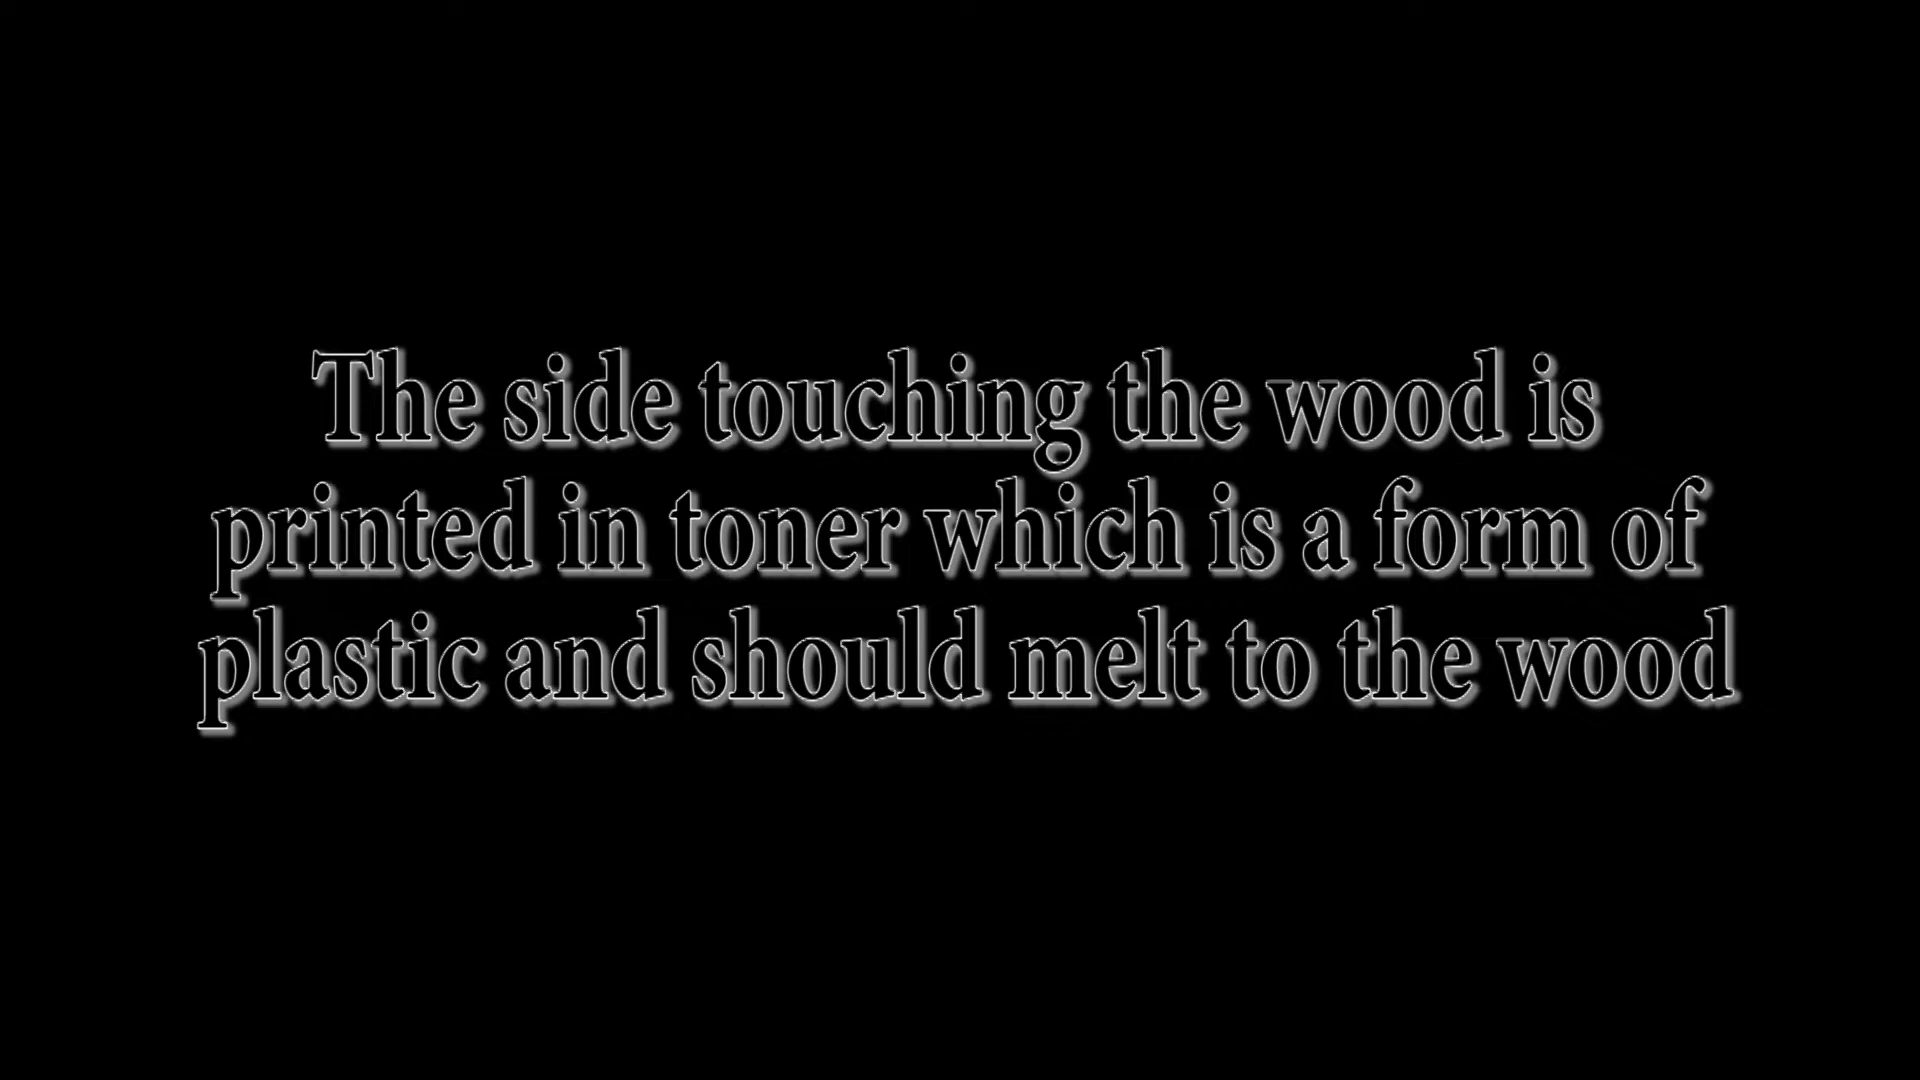 The side touching the wood is
printed in toner which is a form of
plastic and should melt to the wood